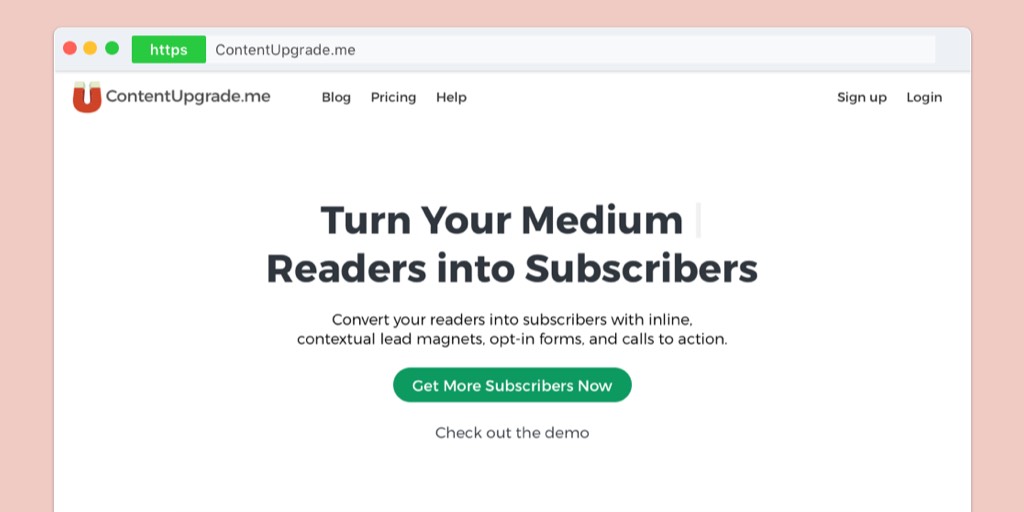 https ContentUpgrade.me
ContentUpgrade.me Blog Pricing Help Sign up Login
Turn Your Medium
Readers into Subscribers
Convert your readers into subscribers with inline,
contextual lead magnets, opt-in forms, and calls to action.
Get More Subscribers Now
Check out the demo